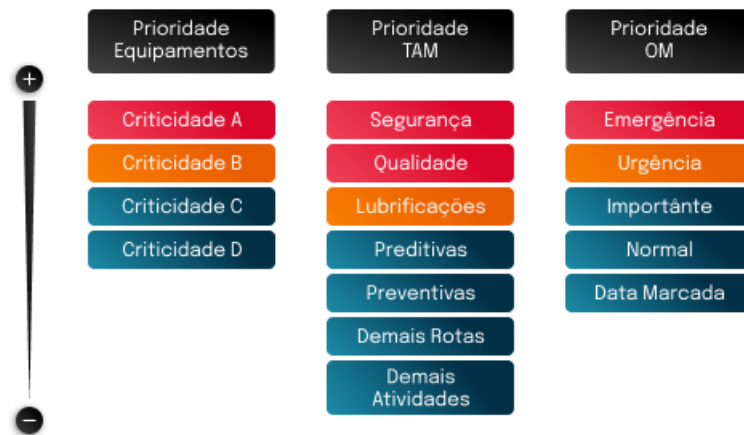 Prioridade
Equipamentos
Prioridade
TAM
Prioridade
OM
+
Criticidade A
Segurança
Emergência
Criticidade B
Qualidade
Urgência
Criticidade C
Lubrificações
Importânte
Criticidade D
Preditivas
Normal
Preventivas
Data Marcada
Demais Rotas
Demais
Atividades
−